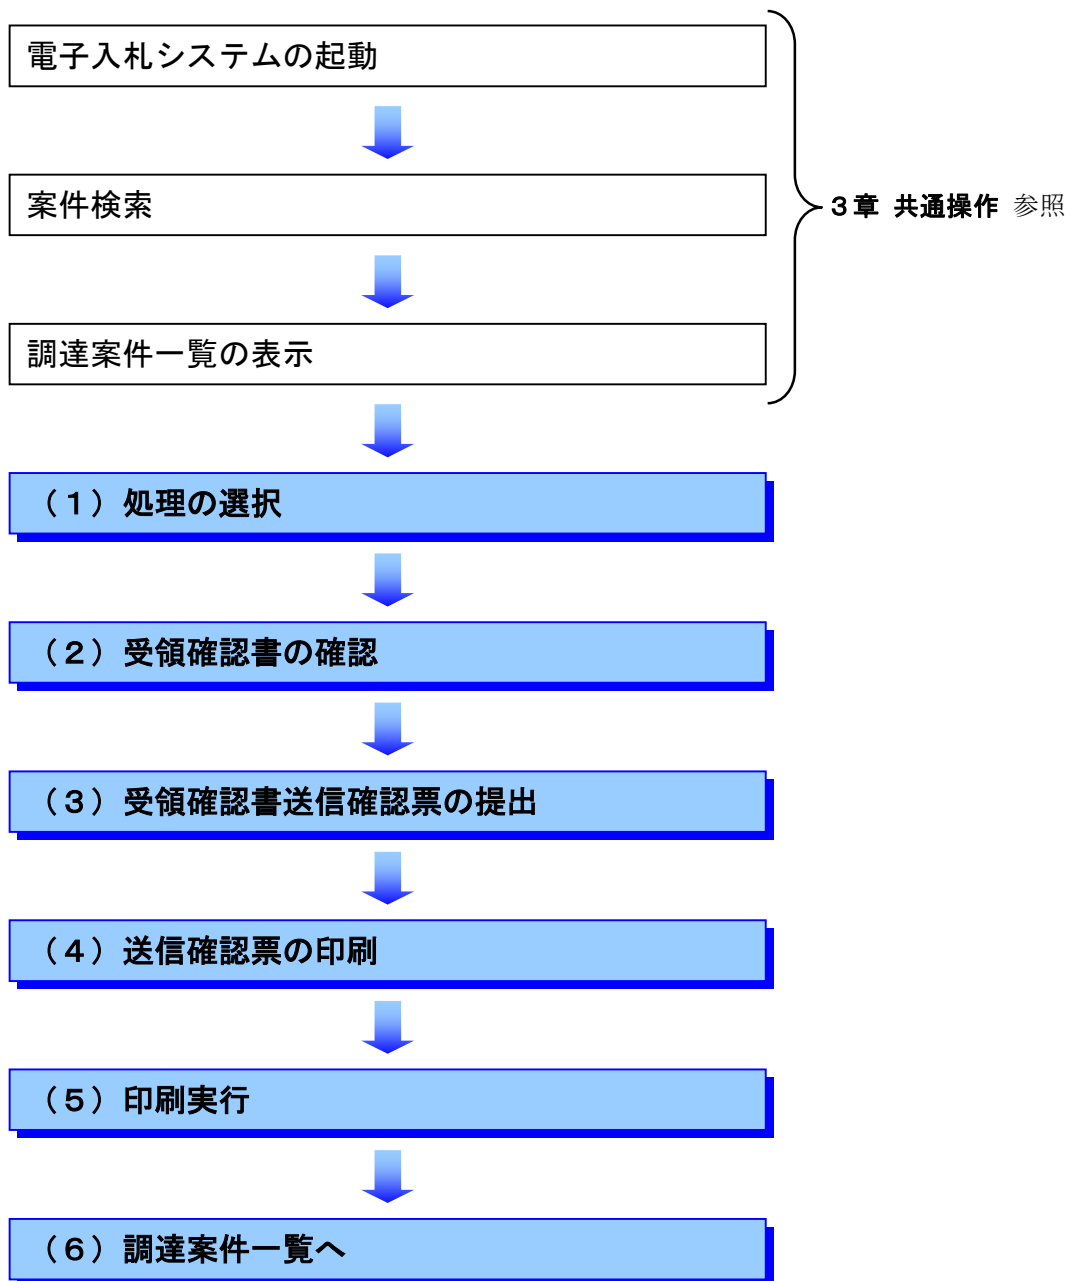 電子入札システムの起動
案件検索
3章 共通操作 参照
調達案件一覧の表示
（1）処理の選択
（2）受領確認書の確認
（3）受領確認書送信確認票の提出
（4）送信確認票の印刷
（5）印刷実行
（6）調達案件一覧へ